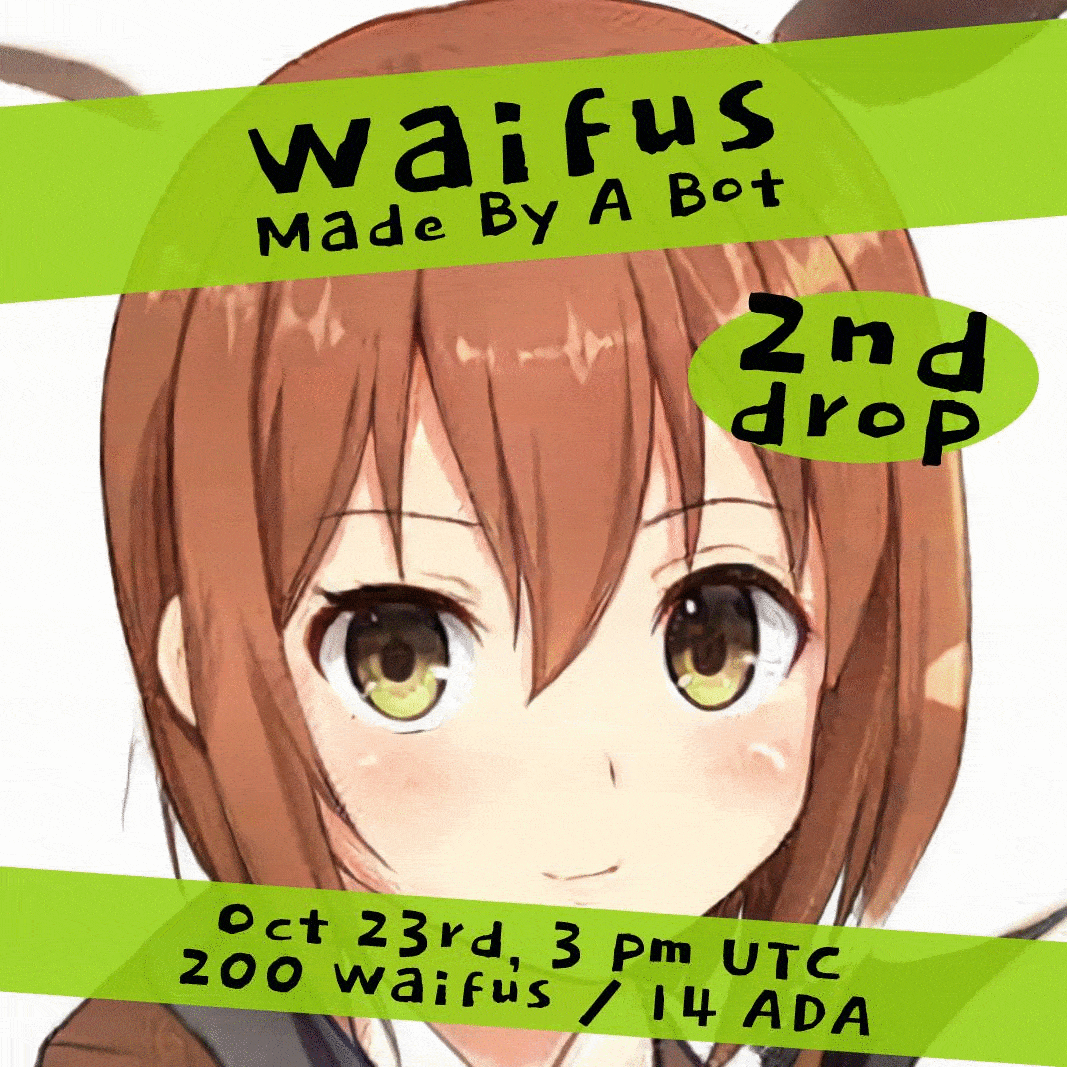 waifus
Made By A Bot
2nd
drop
Oct 23rd, 3 pm UTC
200 waifus / 14 ADA